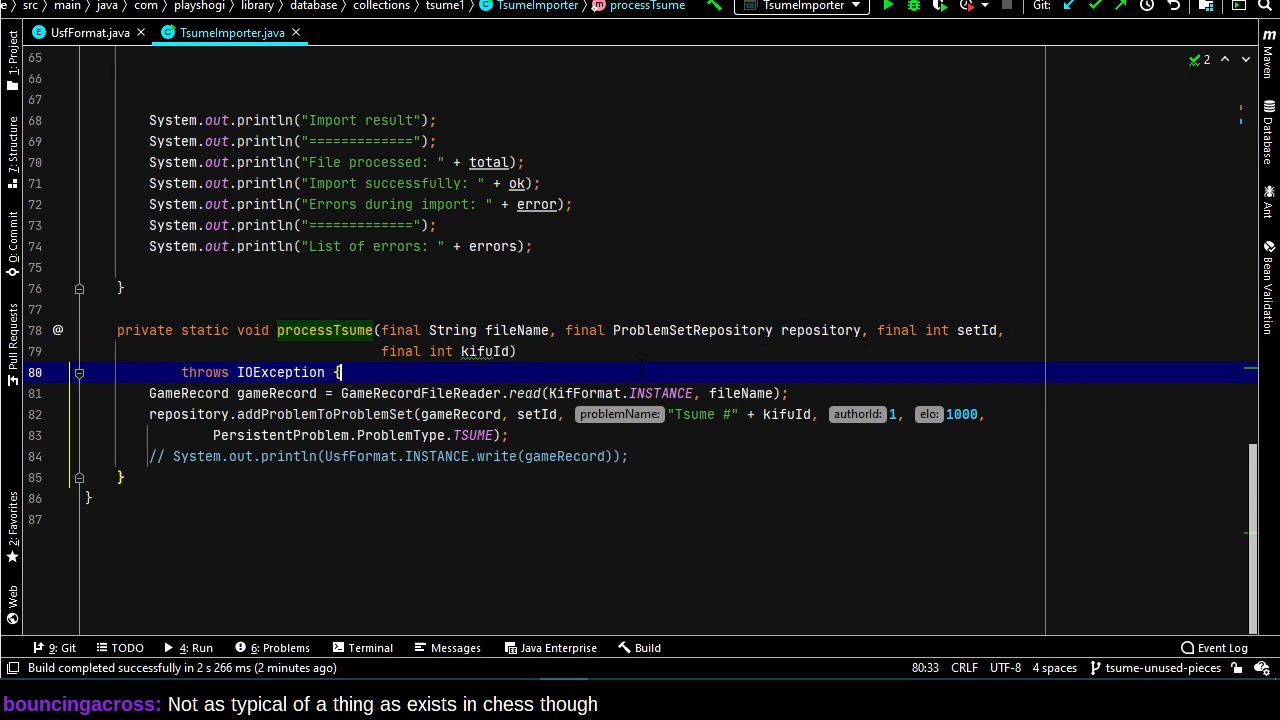 e › src › main › java › com › playshogi › library › database › collections › tsume1 › TsumeImporter › processTsume
TsumeImporter
Git:
UsfFormat.java
TsumeImporter.java
2
65
66
67
68 System.out.println("Import result");
69 System.out.println("=============");
70 System.out.println("File processed: " + total);
71 System.out.println("Import successfully: " + ok);
72 System.out.println("Errors during import: " + error);
73 System.out.println("=============");
74 System.out.println("List of errors: " + errors);
75
76 }
77
78 @ private static void processTsume(final String fileName, final ProblemSetRepository repository, final int setId,
79 final int kifuId)
80 throws IOException {
81 GameRecord gameRecord = GameRecordFileReader.read(KifFormat.INSTANCE, fileName);
82 repository.addProblemToProblemSet(gameRecord, setId, problemName: "Tsume #" + kifuId, authorId: 1, elo: 1000,
83 PersistentProblem.ProblemType.TSUME);
84 // System.out.println(UsfFormat.INSTANCE.write(gameRecord));
85 }
86 }
87
1: Project
7: Structure
Commit
Pull Requests
2: Favorites
Web
m
Maven
Database
Ant
Bean Validation
9: Git
TODO
4: Run
6: Problems
Terminal
Messages
Java Enterprise
Build
Event Log
Build completed successfully in 2 s 266 ms (2 minutes ago)
80:33 CRLF UTF-8 4 spaces tsume-unused-pieces
bouncingacross: Not as typical of a thing as exists in chess though